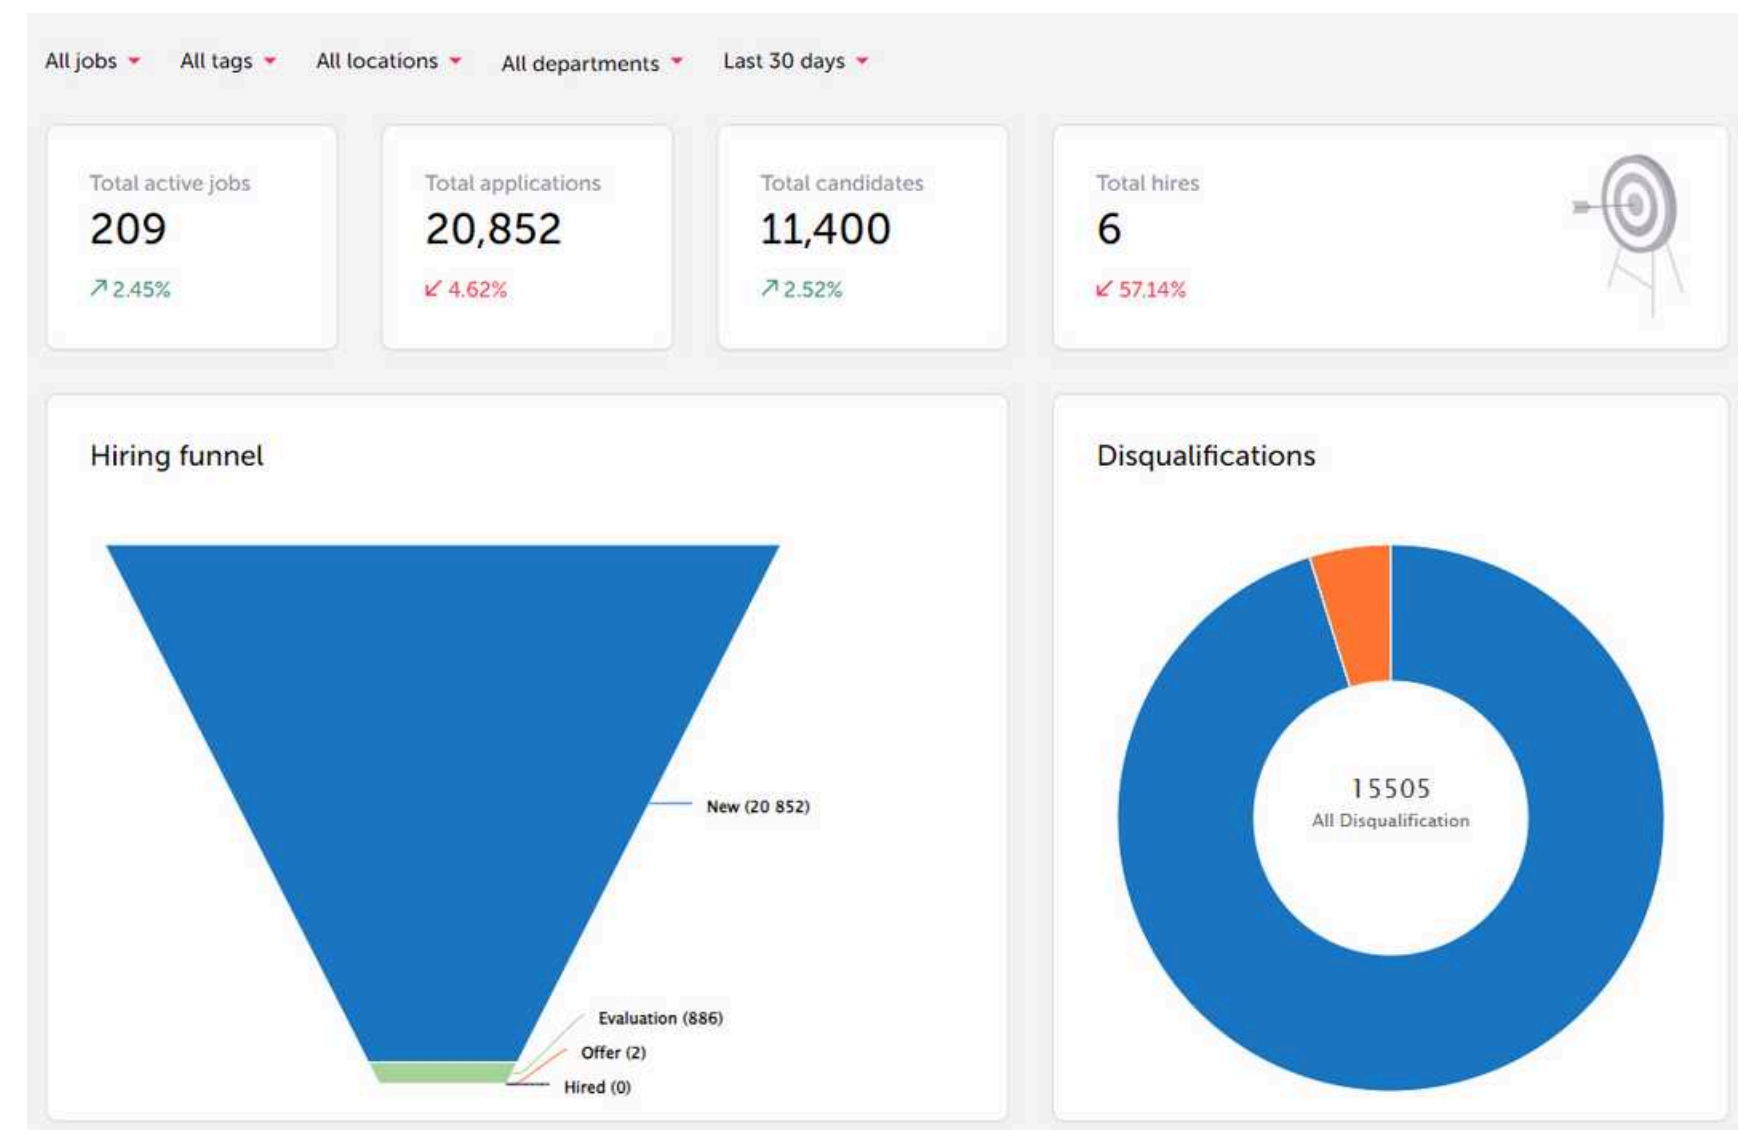 All jobs All tags All locations All departments Last 30 days
Total active jobs
209
2.45%
Total applications
20,852
4.62%
Total candidates
11,400
2.52%
Total hires
6
57.14%
Hiring funnel
New (20 852)
Evaluation (886)
Offer (2)
Hired (0)
Disqualifications
15505
All Disqualification